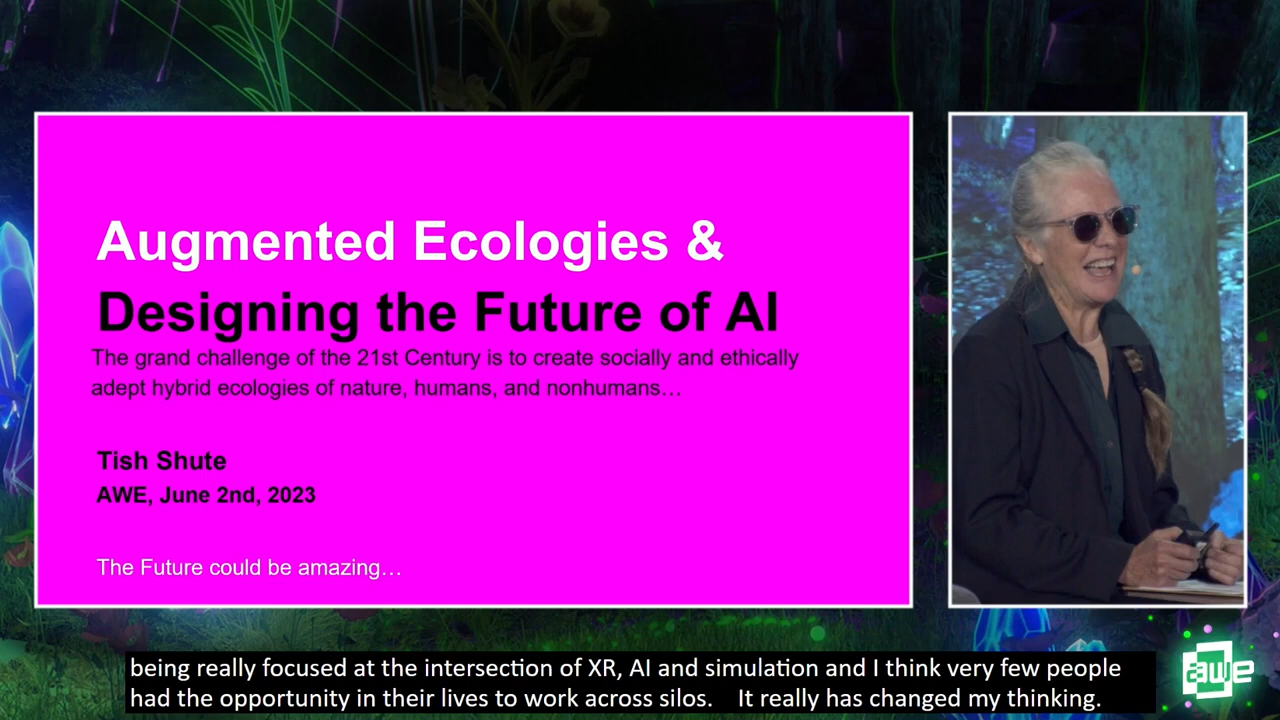 Augmented Ecologies &
Designing the Future of AI
The grand challenge of the 21st Century is to create socially and ethically
adept hybrid ecologies of nature, humans, and nonhumans…
Tish Shute
AWE, June 2nd, 2023
The Future could be amazing…
being really focused at the intersection of XR, AI and simulation and I think very few people
had the opportunity in their lives to work across silos. It really has changed my thinking.
awe